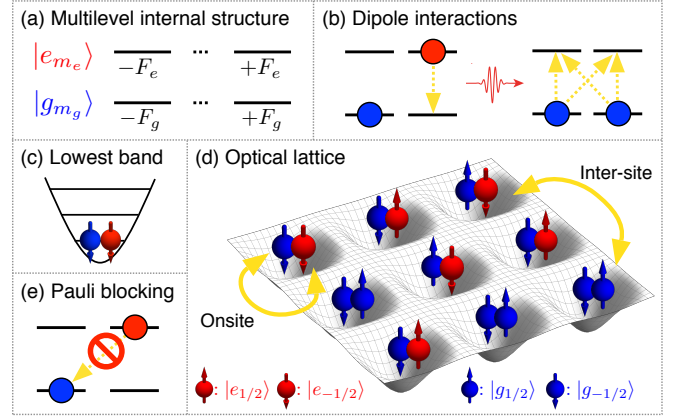 (a) Multilevel internal structure
|e_{m_e}⟩
−F_e ... +F_e
|g_{m_g}⟩
−F_g ... +F_g
(b) Dipole interactions
(c) Lowest band
(d) Optical lattice
Inter-site
Onsite
: |e_{1/2}⟩ : |e_{−1/2}⟩
: |g_{1/2}⟩ : |g_{−1/2}⟩
(e) Pauli blocking